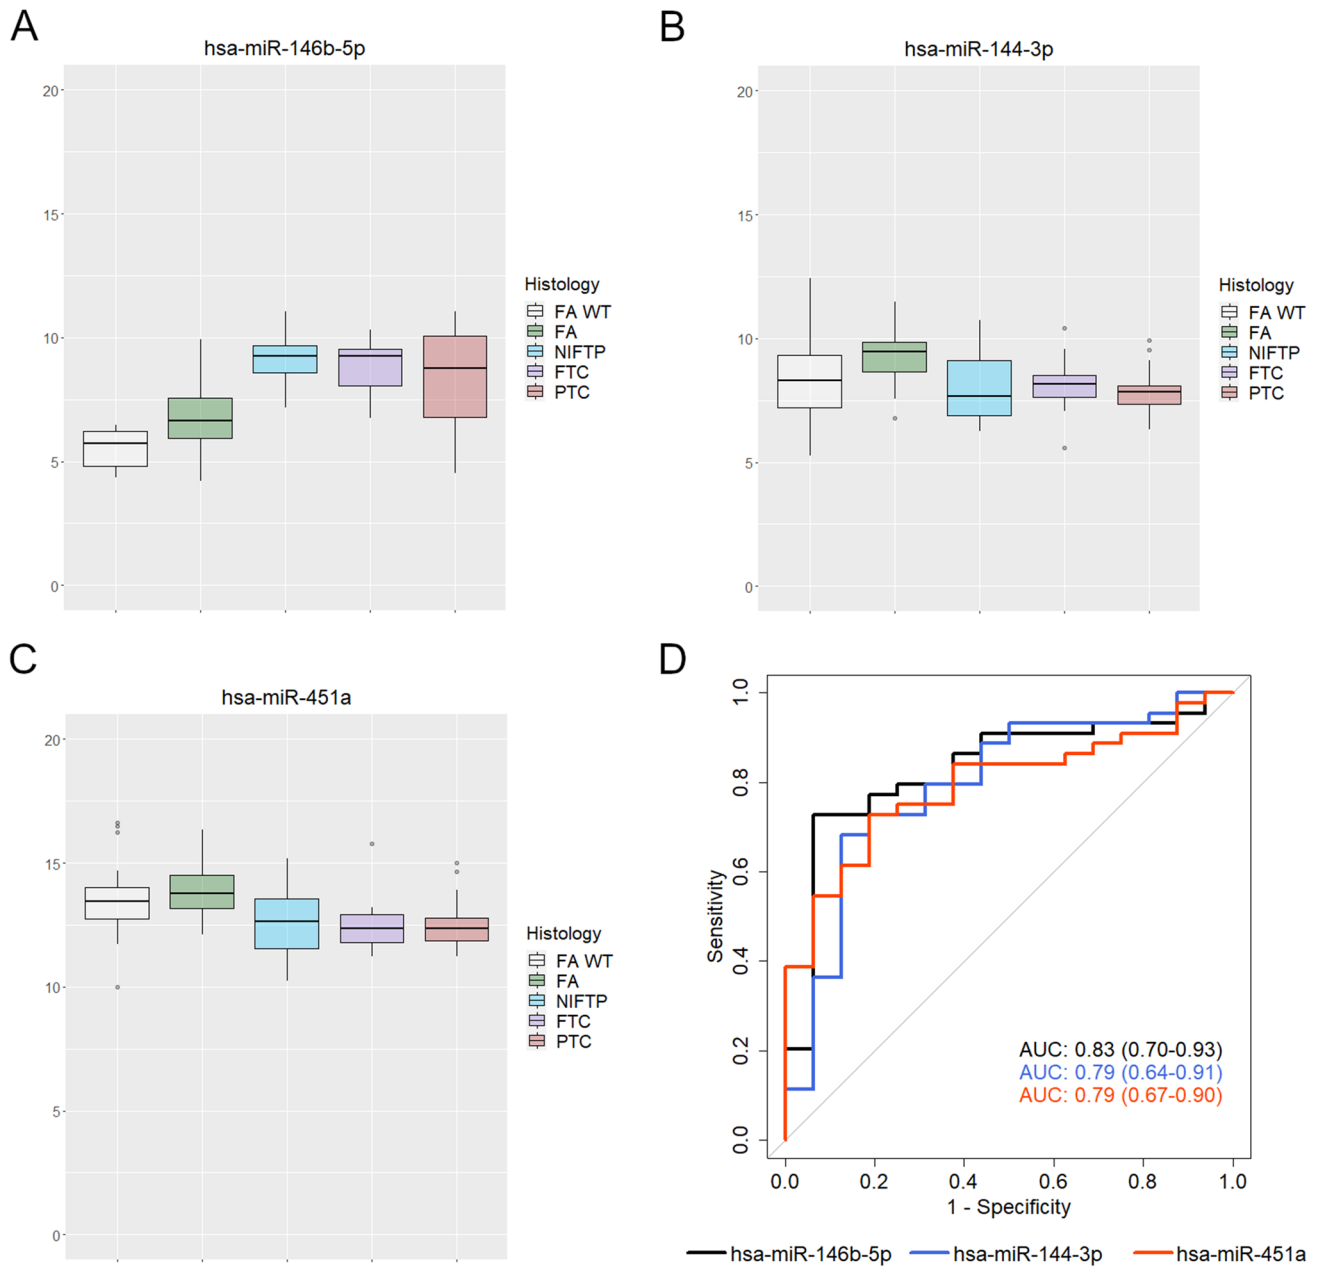 A
hsa-miR-146b-5p
20
15
10
5
0
Histology
FA WT
FA
NIFTP
FTC
PTC
B
hsa-miR-144-3p
20
15
10
5
0
Histology
FA WT
FA
NIFTP
FTC
PTC
C
hsa-miR-451a
20
15
10
5
0
Histology
FA WT
FA
NIFTP
FTC
PTC
D
Sensitivity
1.0
0.8
0.6
0.4
0.2
0.0
AUC: 0.83 (0.70-0.93)
AUC: 0.79 (0.64-0.91)
AUC: 0.79 (0.67-0.90)
0.0 0.2 0.4 0.6 0.8 1.0
1 - Specificity
hsa-miR-146b-5p hsa-miR-144-3p hsa-miR-451a